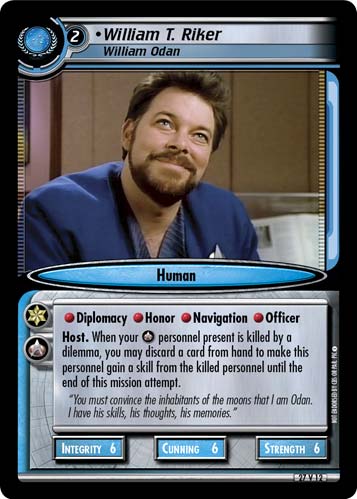 2
•William T. Riker
William Odan
Human
Diplomacy • Honor • Navigation • Officer
Host. When your personnel present is killed by a
dilemma, you may discard a card from hand to make this
personnel gain a skill from the killed personnel until the
end of this mission attempt.
“You must convince the inhabitants of the moons that I am Odan.
I have his skills, his thoughts, his memories.”
INTEGRITY 6 CUNNING 6 STRENGTH 6
27 V 12